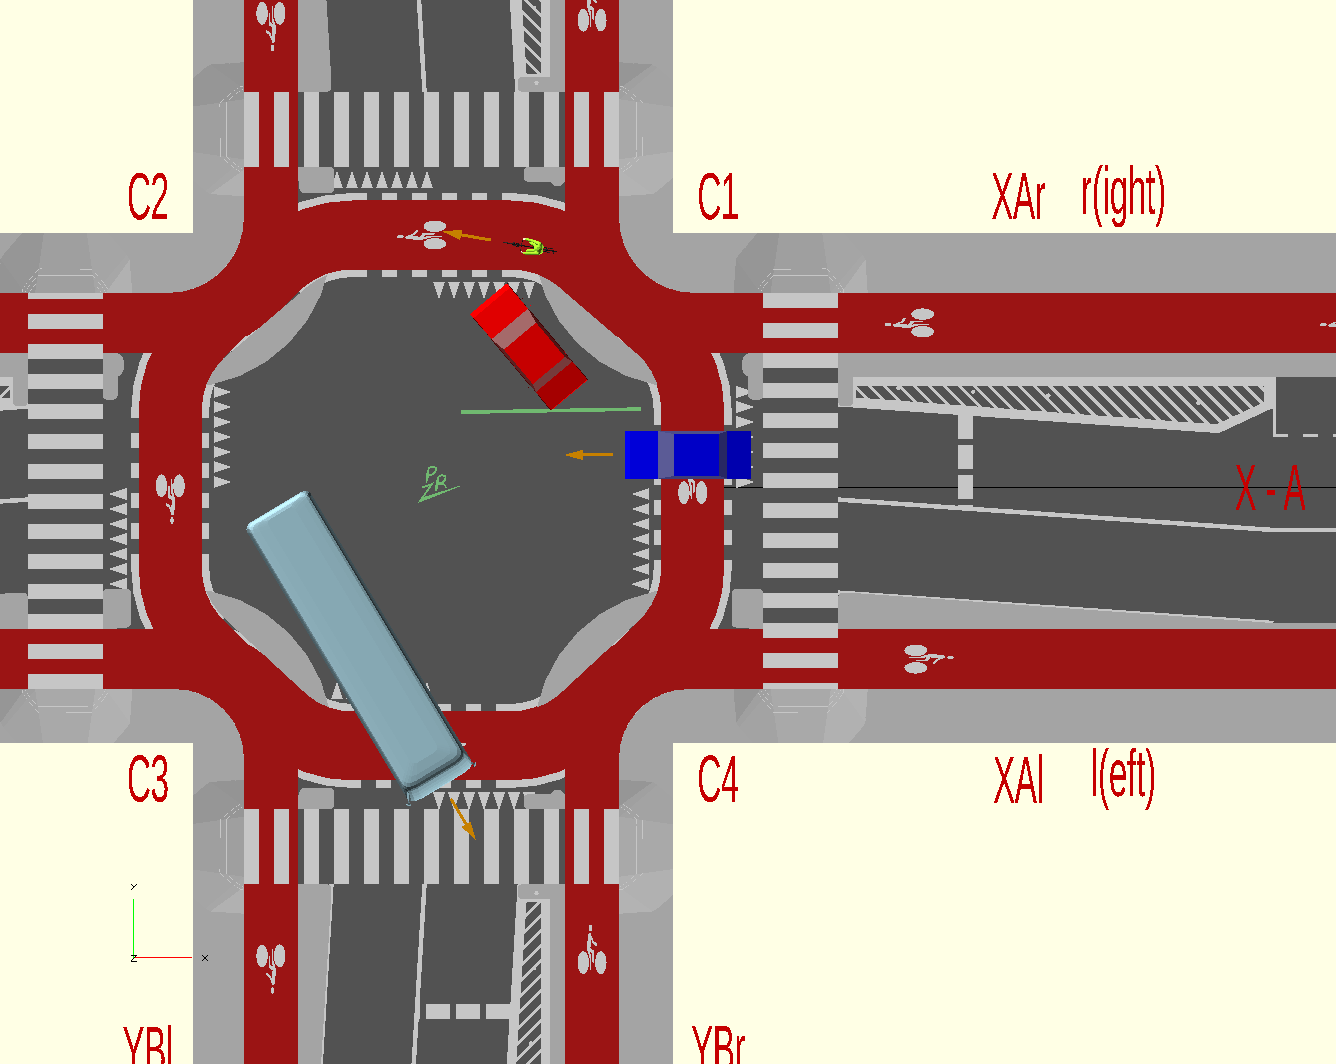 C2
C1
XAr r(ight)
X - A
PZR
C3
C4
XAl l(eft)
Y
Z
X
YBl
YBr